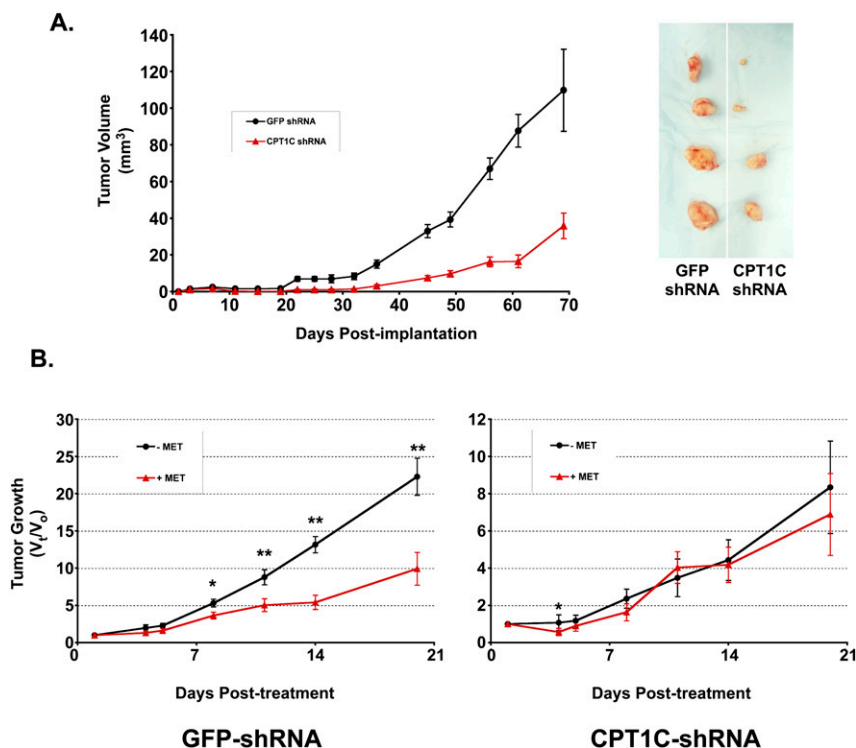 A.
Tumor Volume
(mm³)
140
120
100
80
60
40
20
0
GFP shRNA
CPT1C shRNA
0
10
20
30
40
50
60
70
Days Post-implantation
GFP
shRNA
CPT1C
shRNA
B.
Tumor Growth
(Vt/Vo)
30
25
20
15
10
5
0
- MET
+ MET
*
**
**
**
7
14
21
Days Post-treatment
GFP-shRNA
12
10
8
6
4
2
0
- MET
+ MET
*
7
14
21
Days Post-treatment
CPT1C-shRNA